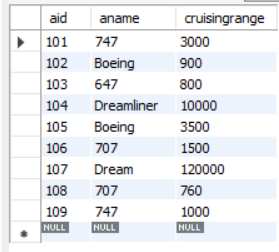 aid aname cruisingrange
101 747 3000
102 Boeing 900
103 647 800
104 Dreamliner 10000
105 Boeing 3500
106 707 1500
107 Dream 120000
108 707 760
109 747 1000
NULL NULL NULL